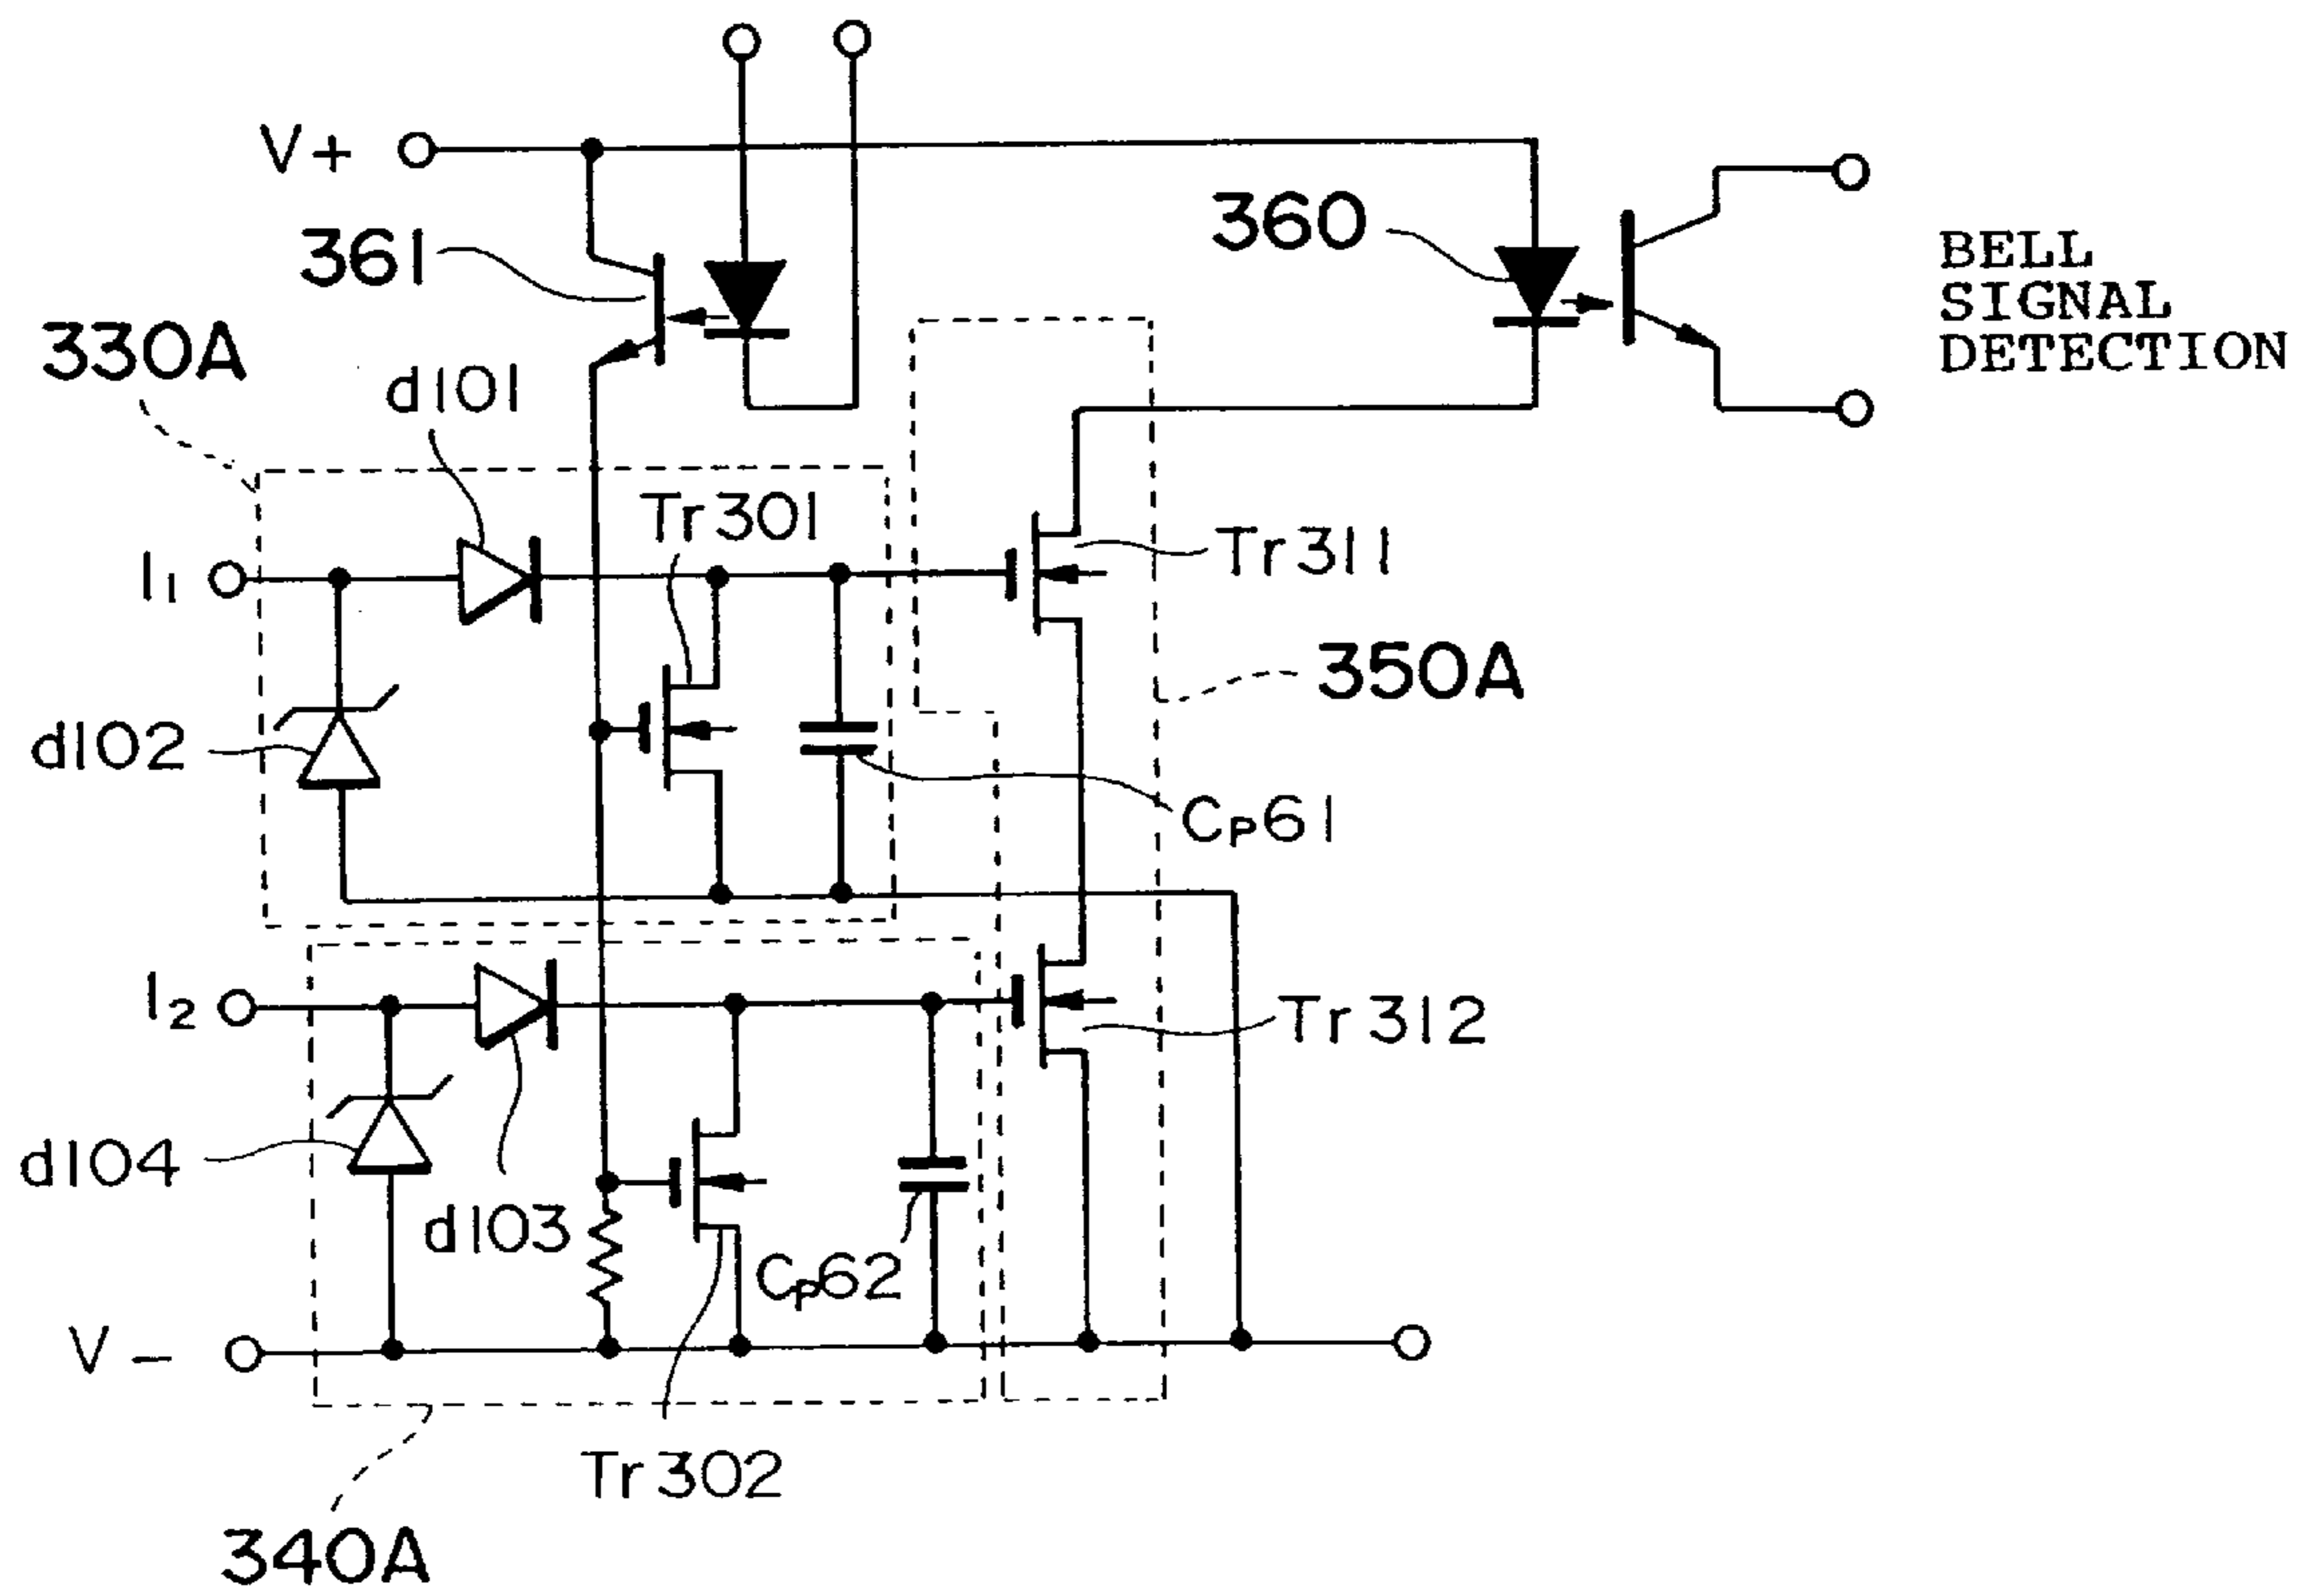 V+
361
360
BELL
SIGNAL
DETECTION
330A
d101
Tr301
I1
Tr311
350A
d102
Cp61
I2
Tr312
d104
d103
Cp62
V-
Tr302
340A